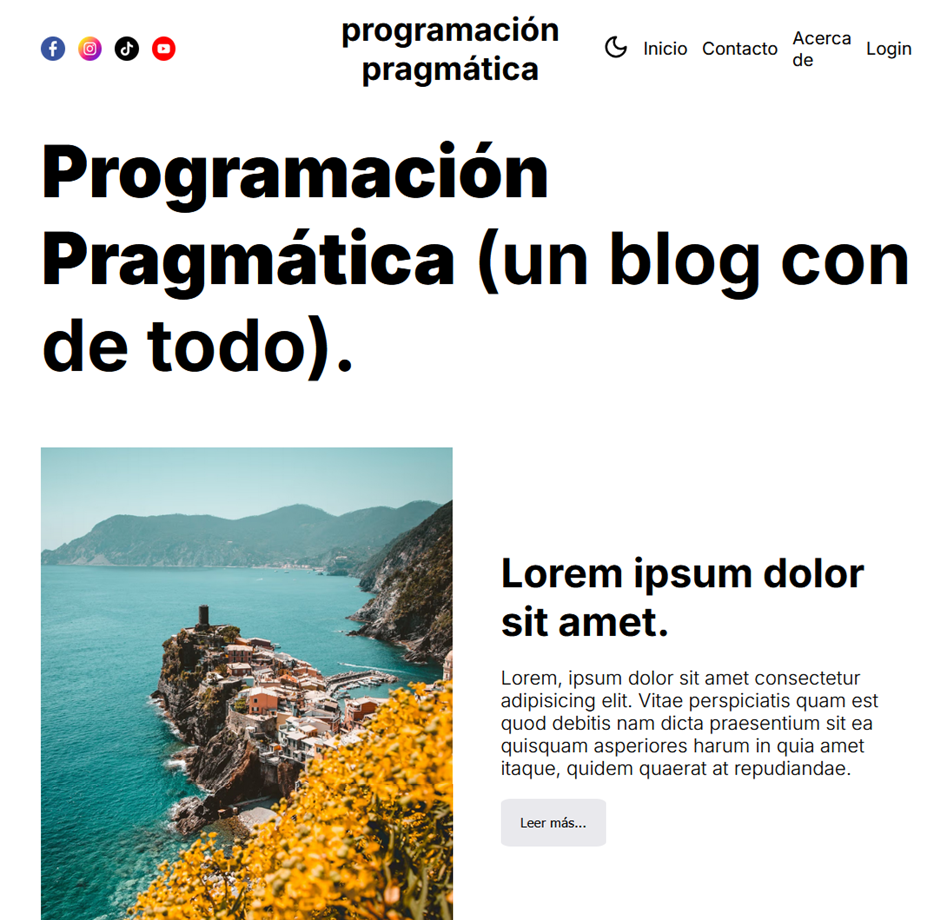 programación
pragmática
Inicio
Contacto
Acerca
de
Login
Programación
Pragmática (un blog con
de todo).
Lorem ipsum dolor
sit amet.
Lorem, ipsum dolor sit amet consectetur
adipisicing elit. Vitae perspiciatis quam est
quod debitis nam dicta praesentium sit ea
quisquam asperiores harum in quia amet
itaque, quidem quaerat at repudiandae.
Leer más...